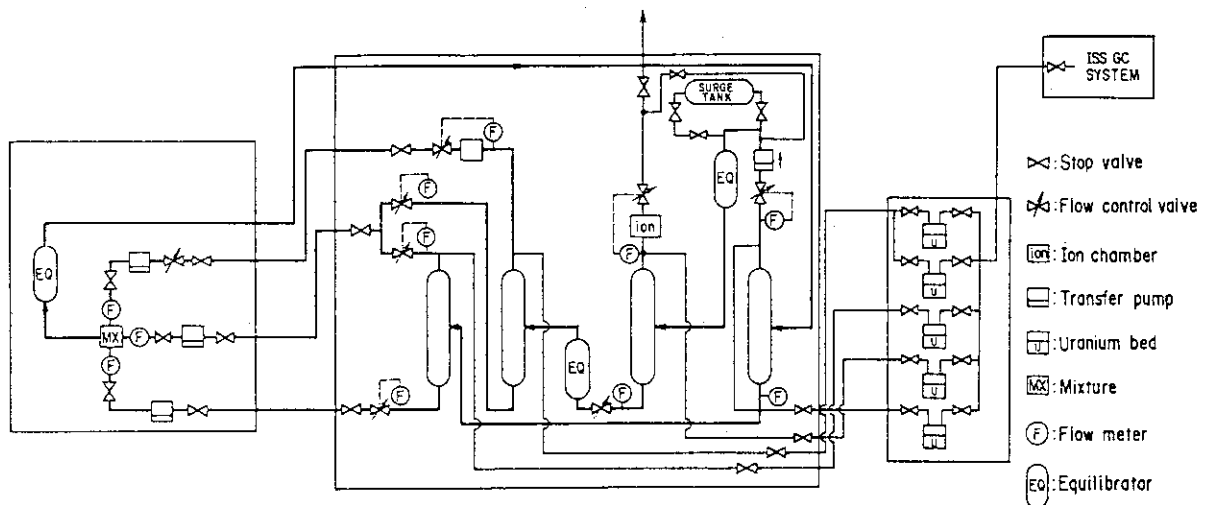 ISS GC
SYSTEM
SURGE
TANK
F
F
F
EQ
F
ion
F
EQ
F
MX
F
F
EQ
F
F
F
U
U
U
U
U
: Stop valve
: Flow control valve
ion : Ion chamber
: Transfer pump
U : Uranium bed
MX : Mixture
F : Flow meter
EQ : Equilibrator